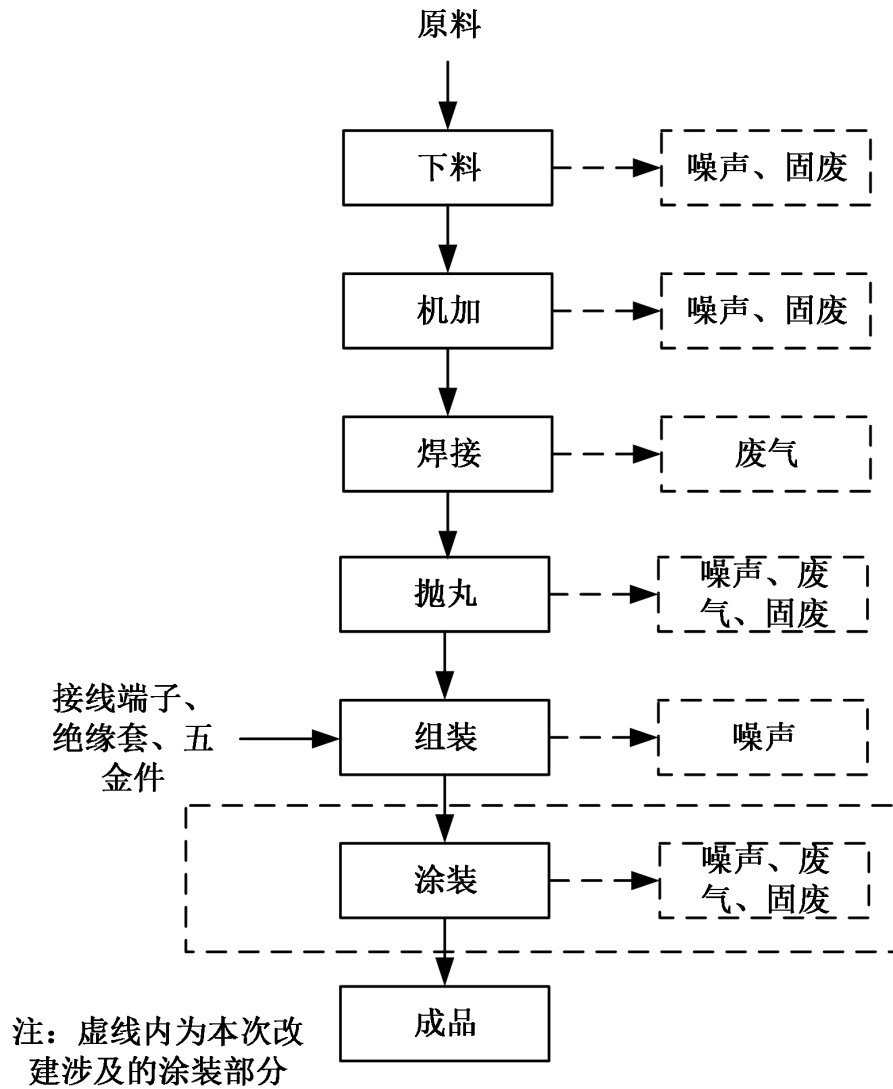 原料
下料
噪声、固废
机加
噪声、固废
焊接
废气
抛丸
噪声、废
气、固废
接线端子、
绝缘套、五
金件
组装
噪声
涂装
噪声、废
气、固废
成品
注：虚线内为本次改
建涉及的涂装部分